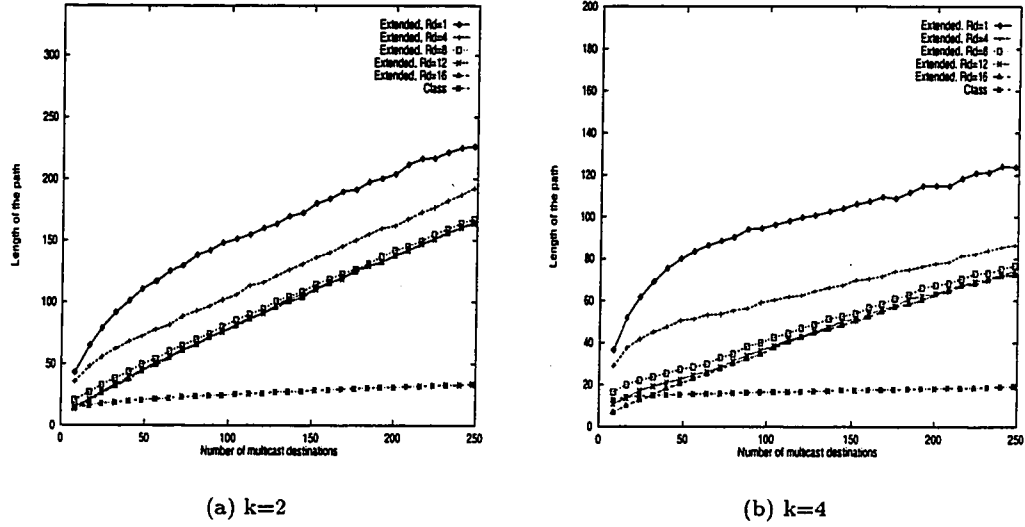 Extended, Rd=1
Extended, Rd=4
Extended, Rd=8
Extended, Rd=12
Extended, Rd=16
Class
Length of the path
300
250
200
150
100
50
0
0 50 100 150 200 250
Number of multicast destinations
(a) k=2
Extended, Rd=1
Extended, Rd=4
Extended, Rd=8
Extended, Rd=12
Extended, Rd=16
Class
Length of the path
200
180
160
140
120
100
80
60
40
20
0
0 50 100 150 200 250
Number of multicast destinations
(b) k=4